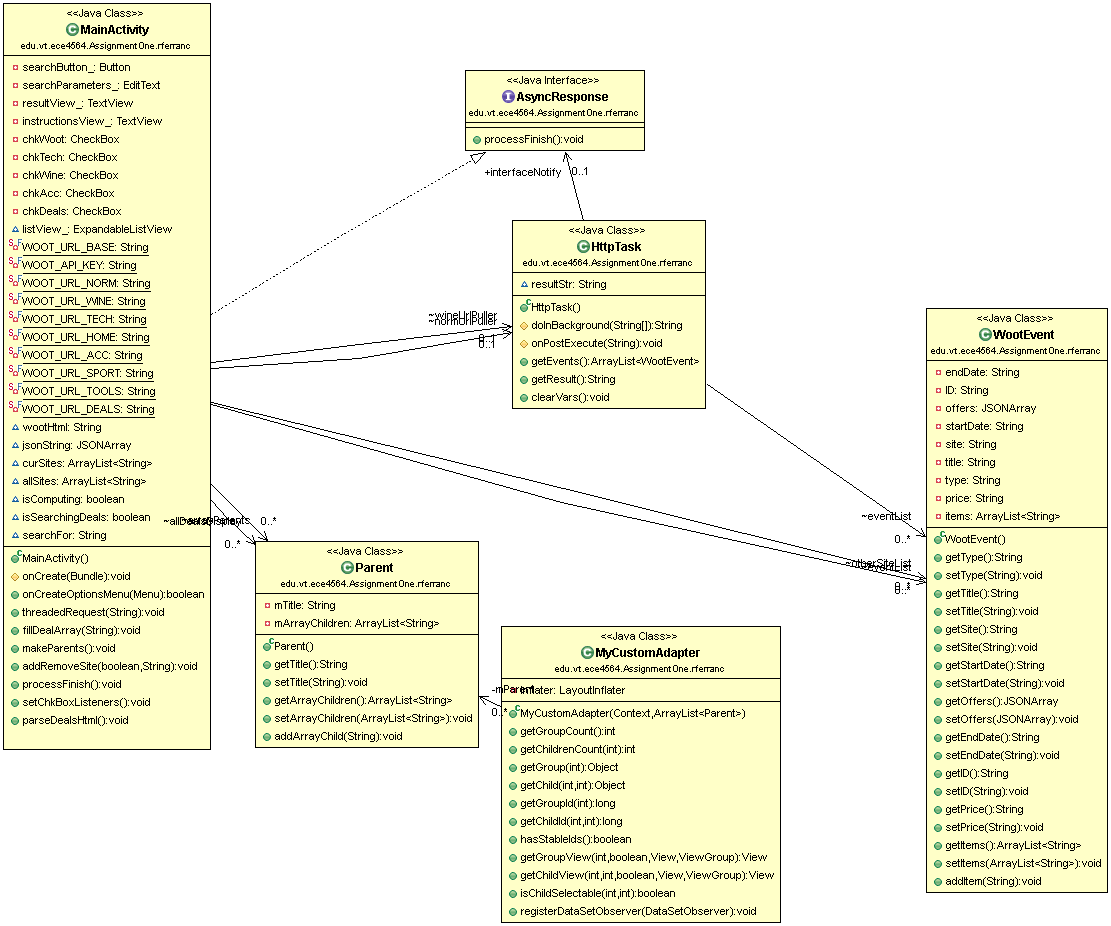 <<Java Class>>
MainActivity
edu.vt.ece4564.AssignmentOne.rferranc
searchButton_: Button
searchParameters_: EditText
resultView_: TextView
instructionsView_: TextView
chkWoot: CheckBox
chkTech: CheckBox
chkWine: CheckBox
chkAcc: CheckBox
chkDeals: CheckBox
listView_: ExpandableListView
WOOT_URL_BASE: String
WOOT_API_KEY: String
WOOT_URL_NORM: String
WOOT_URL_WINE: String
WOOT_URL_TECH: String
WOOT_URL_HOME: String
WOOT_URL_ACC: String
WOOT_URL_SPORT: String
WOOT_URL_TOOLS: String
WOOT_URL_DEALS: String
wootHtml: String
jsonString: JSONArray
curSites: ArrayList<String>
allSites: ArrayList<String>
isComputing: boolean
isSearchingDeals: boolean
searchFor: String
MainActivity()
onCreate(Bundle):void
onCreateOptionsMenu(Menu):boolean
threadedRequest(String):void
fillDealArray(String):void
makeParents():void
addRemoveSite(boolean,String):void
processFinish():void
setChkBoxListeners():void
parseDealsHtml():void
<<Java Interface>>
AsyncResponse
edu.vt.ece4564.AssignmentOne.rferranc
processFinish():void
+interfaceNotify
0..1
<<Java Class>>
HttpTask
edu.vt.ece4564.AssignmentOne.rferranc
resultStr: String
HttpTask()
doInBackground(String[]):String
onPostExecute(String):void
getEvents():ArrayList<WootEvent>
getResult():String
clearVars():void
~wineUrlPuller
~normUrlPuller
0..1
0..1
<<Java Class>>
WootEvent
edu.vt.ece4564.AssignmentOne.rferranc
endDate: String
ID: String
offers: JSONArray
startDate: String
site: String
title: String
type: String
price: String
items: ArrayList<String>
WootEvent()
getType():String
setType(String):void
getTitle():String
setTitle(String):void
getSite():String
setSite(String):void
getStartDate():String
setStartDate(String):void
getOffers():JSONArray
setOffers(JSONArray):void
getEndDate():String
setEndDate(String):void
getID():String
setID(String):void
getPrice():String
setPrice(String):void
getItems():ArrayList<String>
setItems(ArrayList<String>):void
addItem(String):void
~eventList
0..*
~otherSiteList
~eventList
0..*
0..*
0..*
0..*
<<Java Class>>
Parent
edu.vt.ece4564.AssignmentOne.rferranc
mTitle: String
mArrayChildren: ArrayList<String>
Parent()
getTitle():String
setTitle(String):void
getArrayChildren():ArrayList<String>
setArrayChildren(ArrayList<String>):void
addArrayChild(String):void
<<Java Class>>
MyCustomAdapter
edu.vt.ece4564.AssignmentOne.rferranc
-mParent
0..*
inflater: LayoutInflater
MyCustomAdapter(Context,ArrayList<Parent>)
getGroupCount():int
getChildrenCount(int):int
getGroup(int):Object
getChild(int,int):Object
getGroupId(int):long
getChildId(int,int):long
hasStableIds():boolean
getGroupView(int,boolean,View,ViewGroup):View
getChildView(int,int,boolean,View,ViewGroup):View
isChildSelectable(int,int):boolean
registerDataSetObserver(DataSetObserver):void